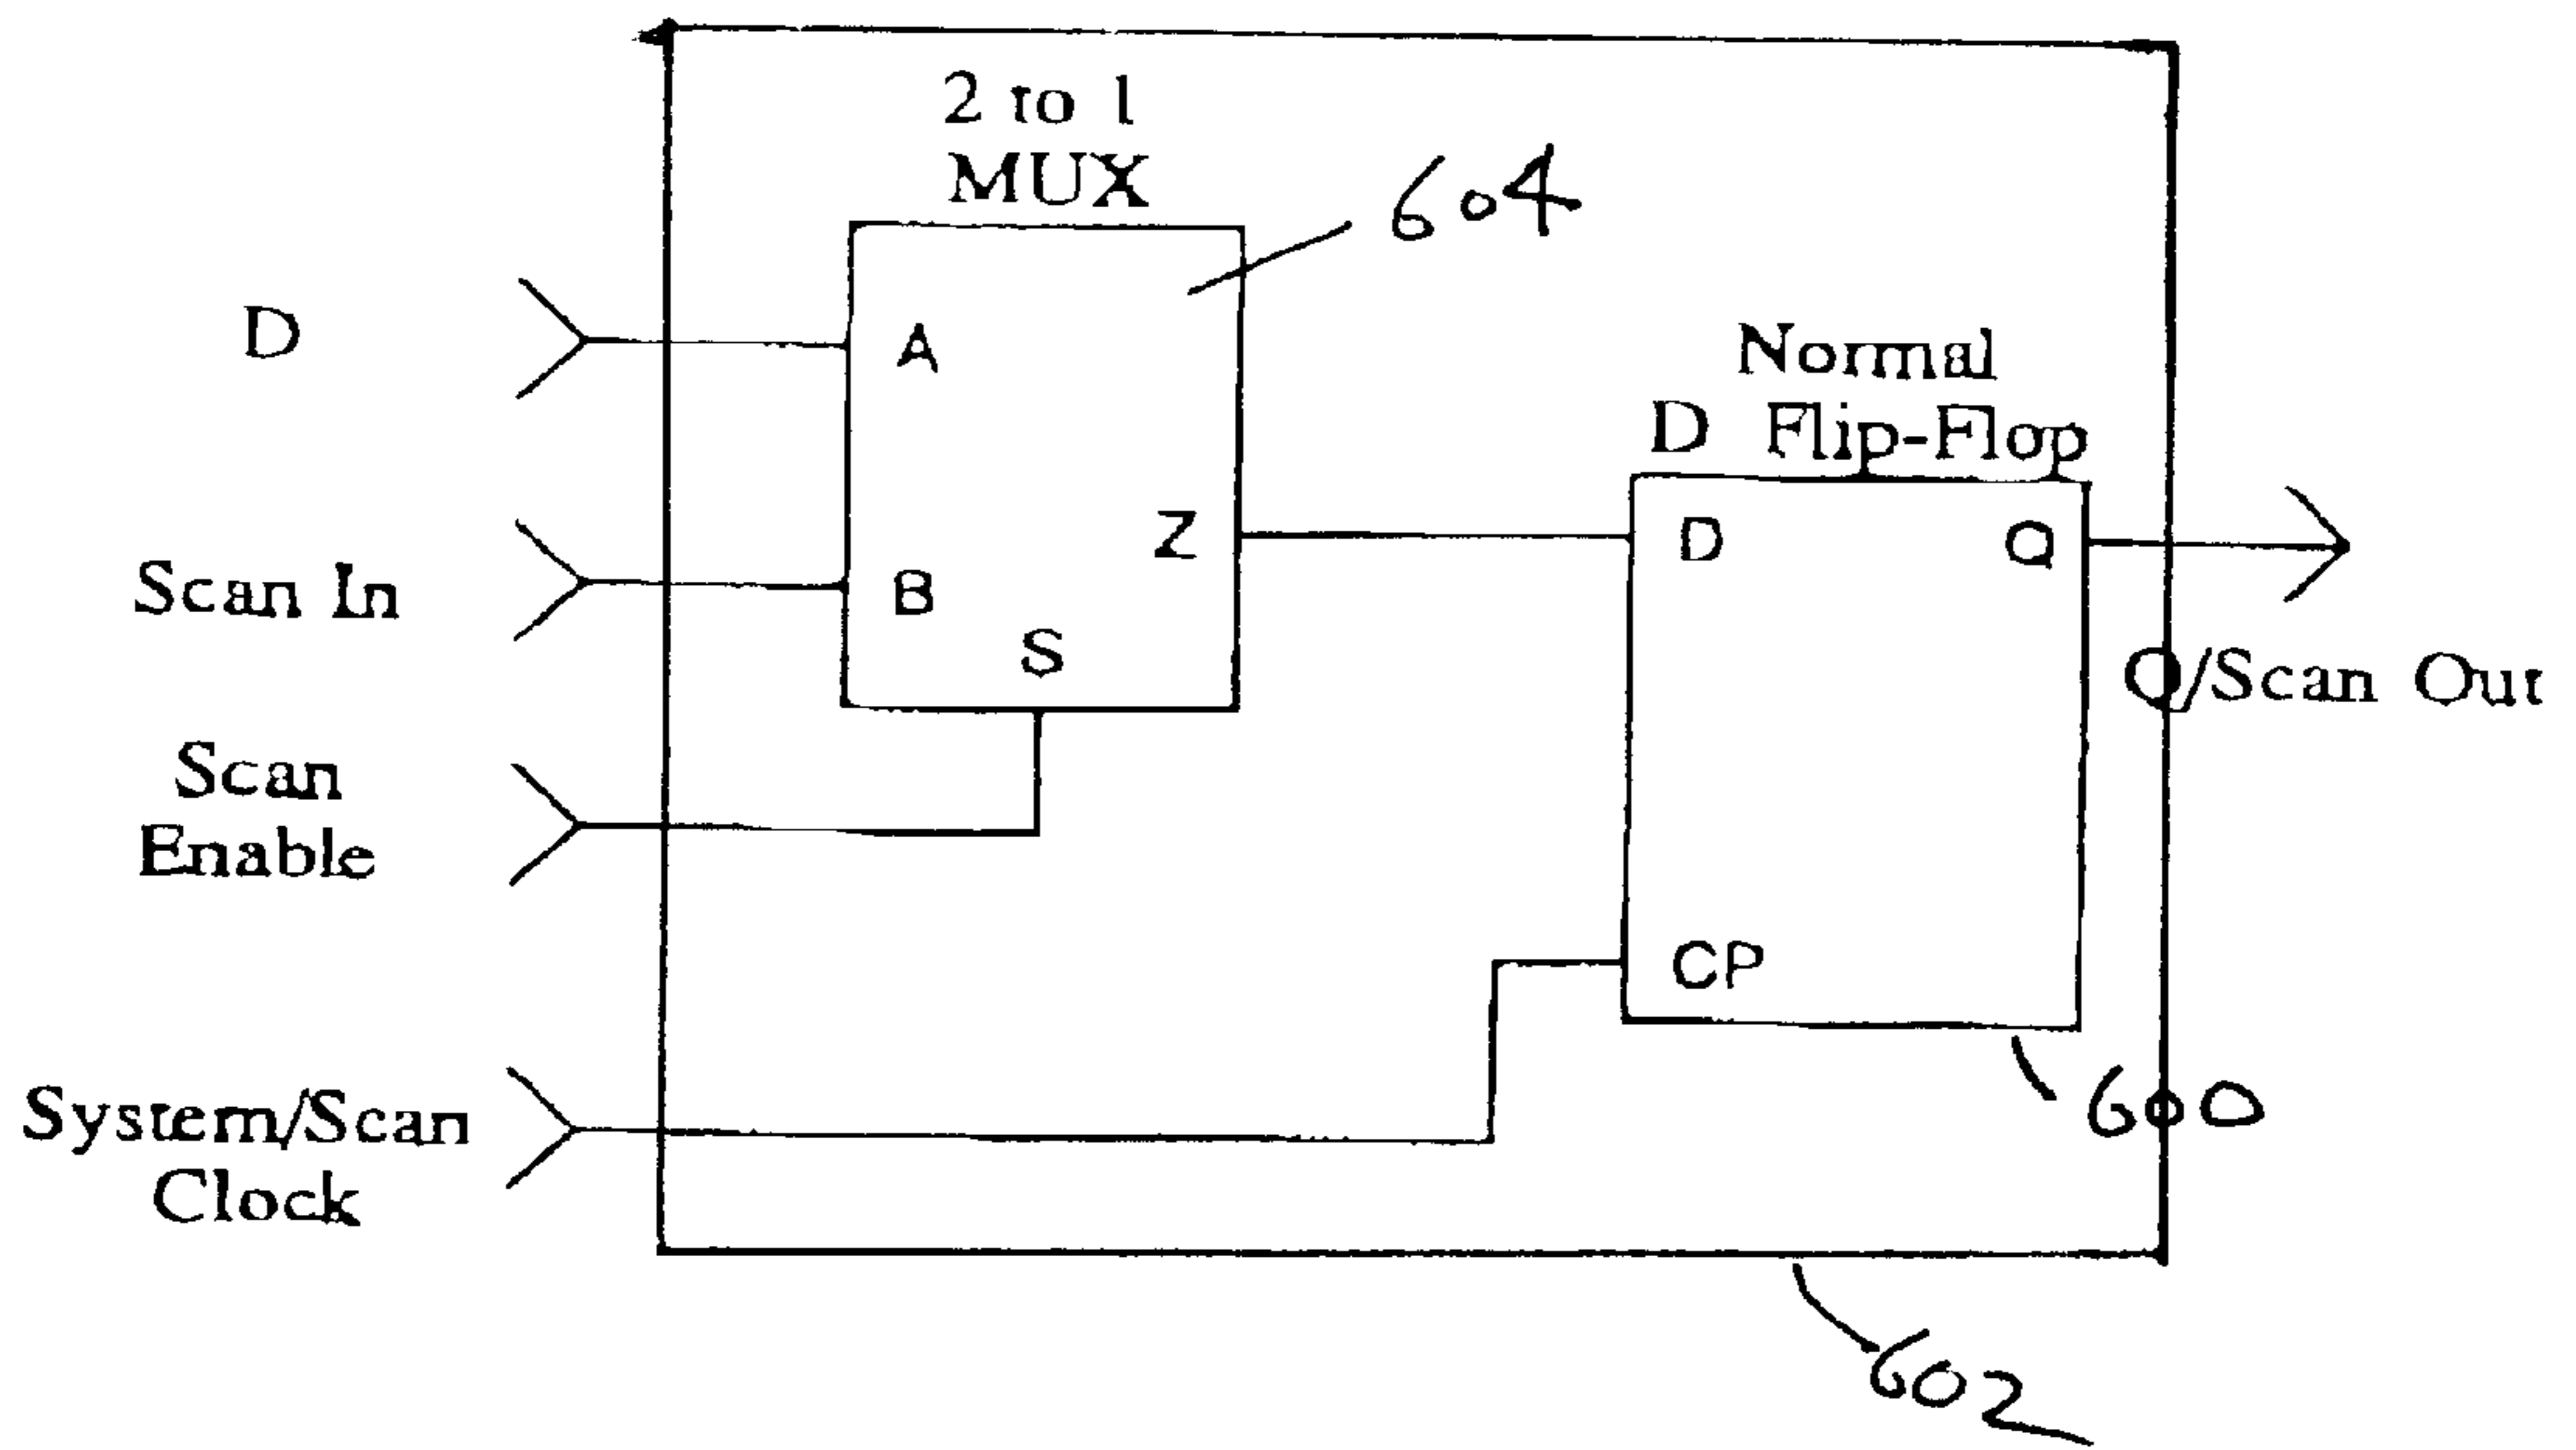 2 to 1
MUX
604
D
A
Normal
D Flip-Flop
Z
D
Q
Scan In
B
S
Q/Scan Out
Scan
Enable
CP
System/Scan
Clock
600
602